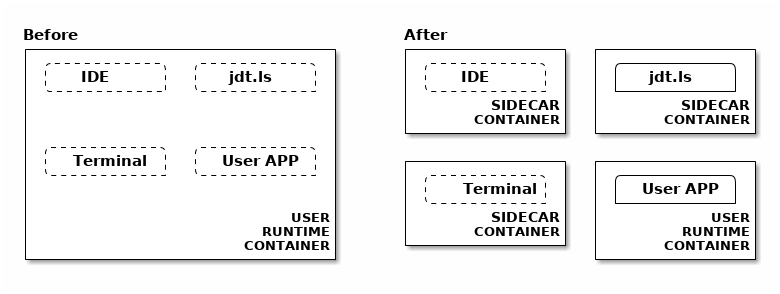 Before
IDE
jdt.ls
Terminal
User APP
USER
RUNTIME
CONTAINER
After
IDE
SIDECAR
CONTAINER
jdt.ls
SIDECAR
CONTAINER
Terminal
SIDECAR
CONTAINER
User APP
USER
RUNTIME
CONTAINER